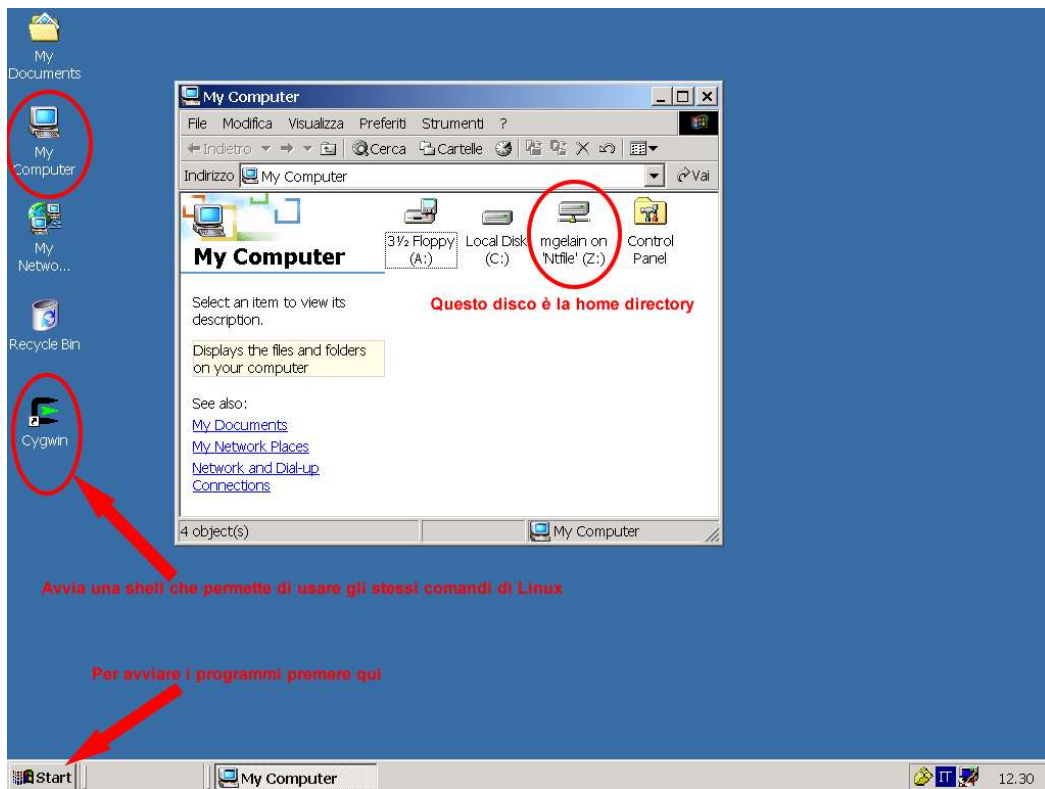 My
Documents
My
Computer
My
Netwo...
Recycle Bin
Cygwin
My Computer
File Modifica Visualizza Preferiti Strumenti ?
Indietro Cerca Cartelle
Indirizzo My Computer Vai
My Computer
3½ Floppy
(A:)
Local Disk
(C:)
mgelain on
'Ntfile' (Z:)
Control
Panel
Questo disco è la home directory
Select an item to view its
description.
Displays the files and folders
on your computer
See also:
My Documents
My Network Places
Network and Dial-up
Connections
4 object(s) My Computer
Avvia una shell che permette di usare gli stessi comandi di Linux
Per avviare i programmi premere qui
Start My Computer IT 12.30